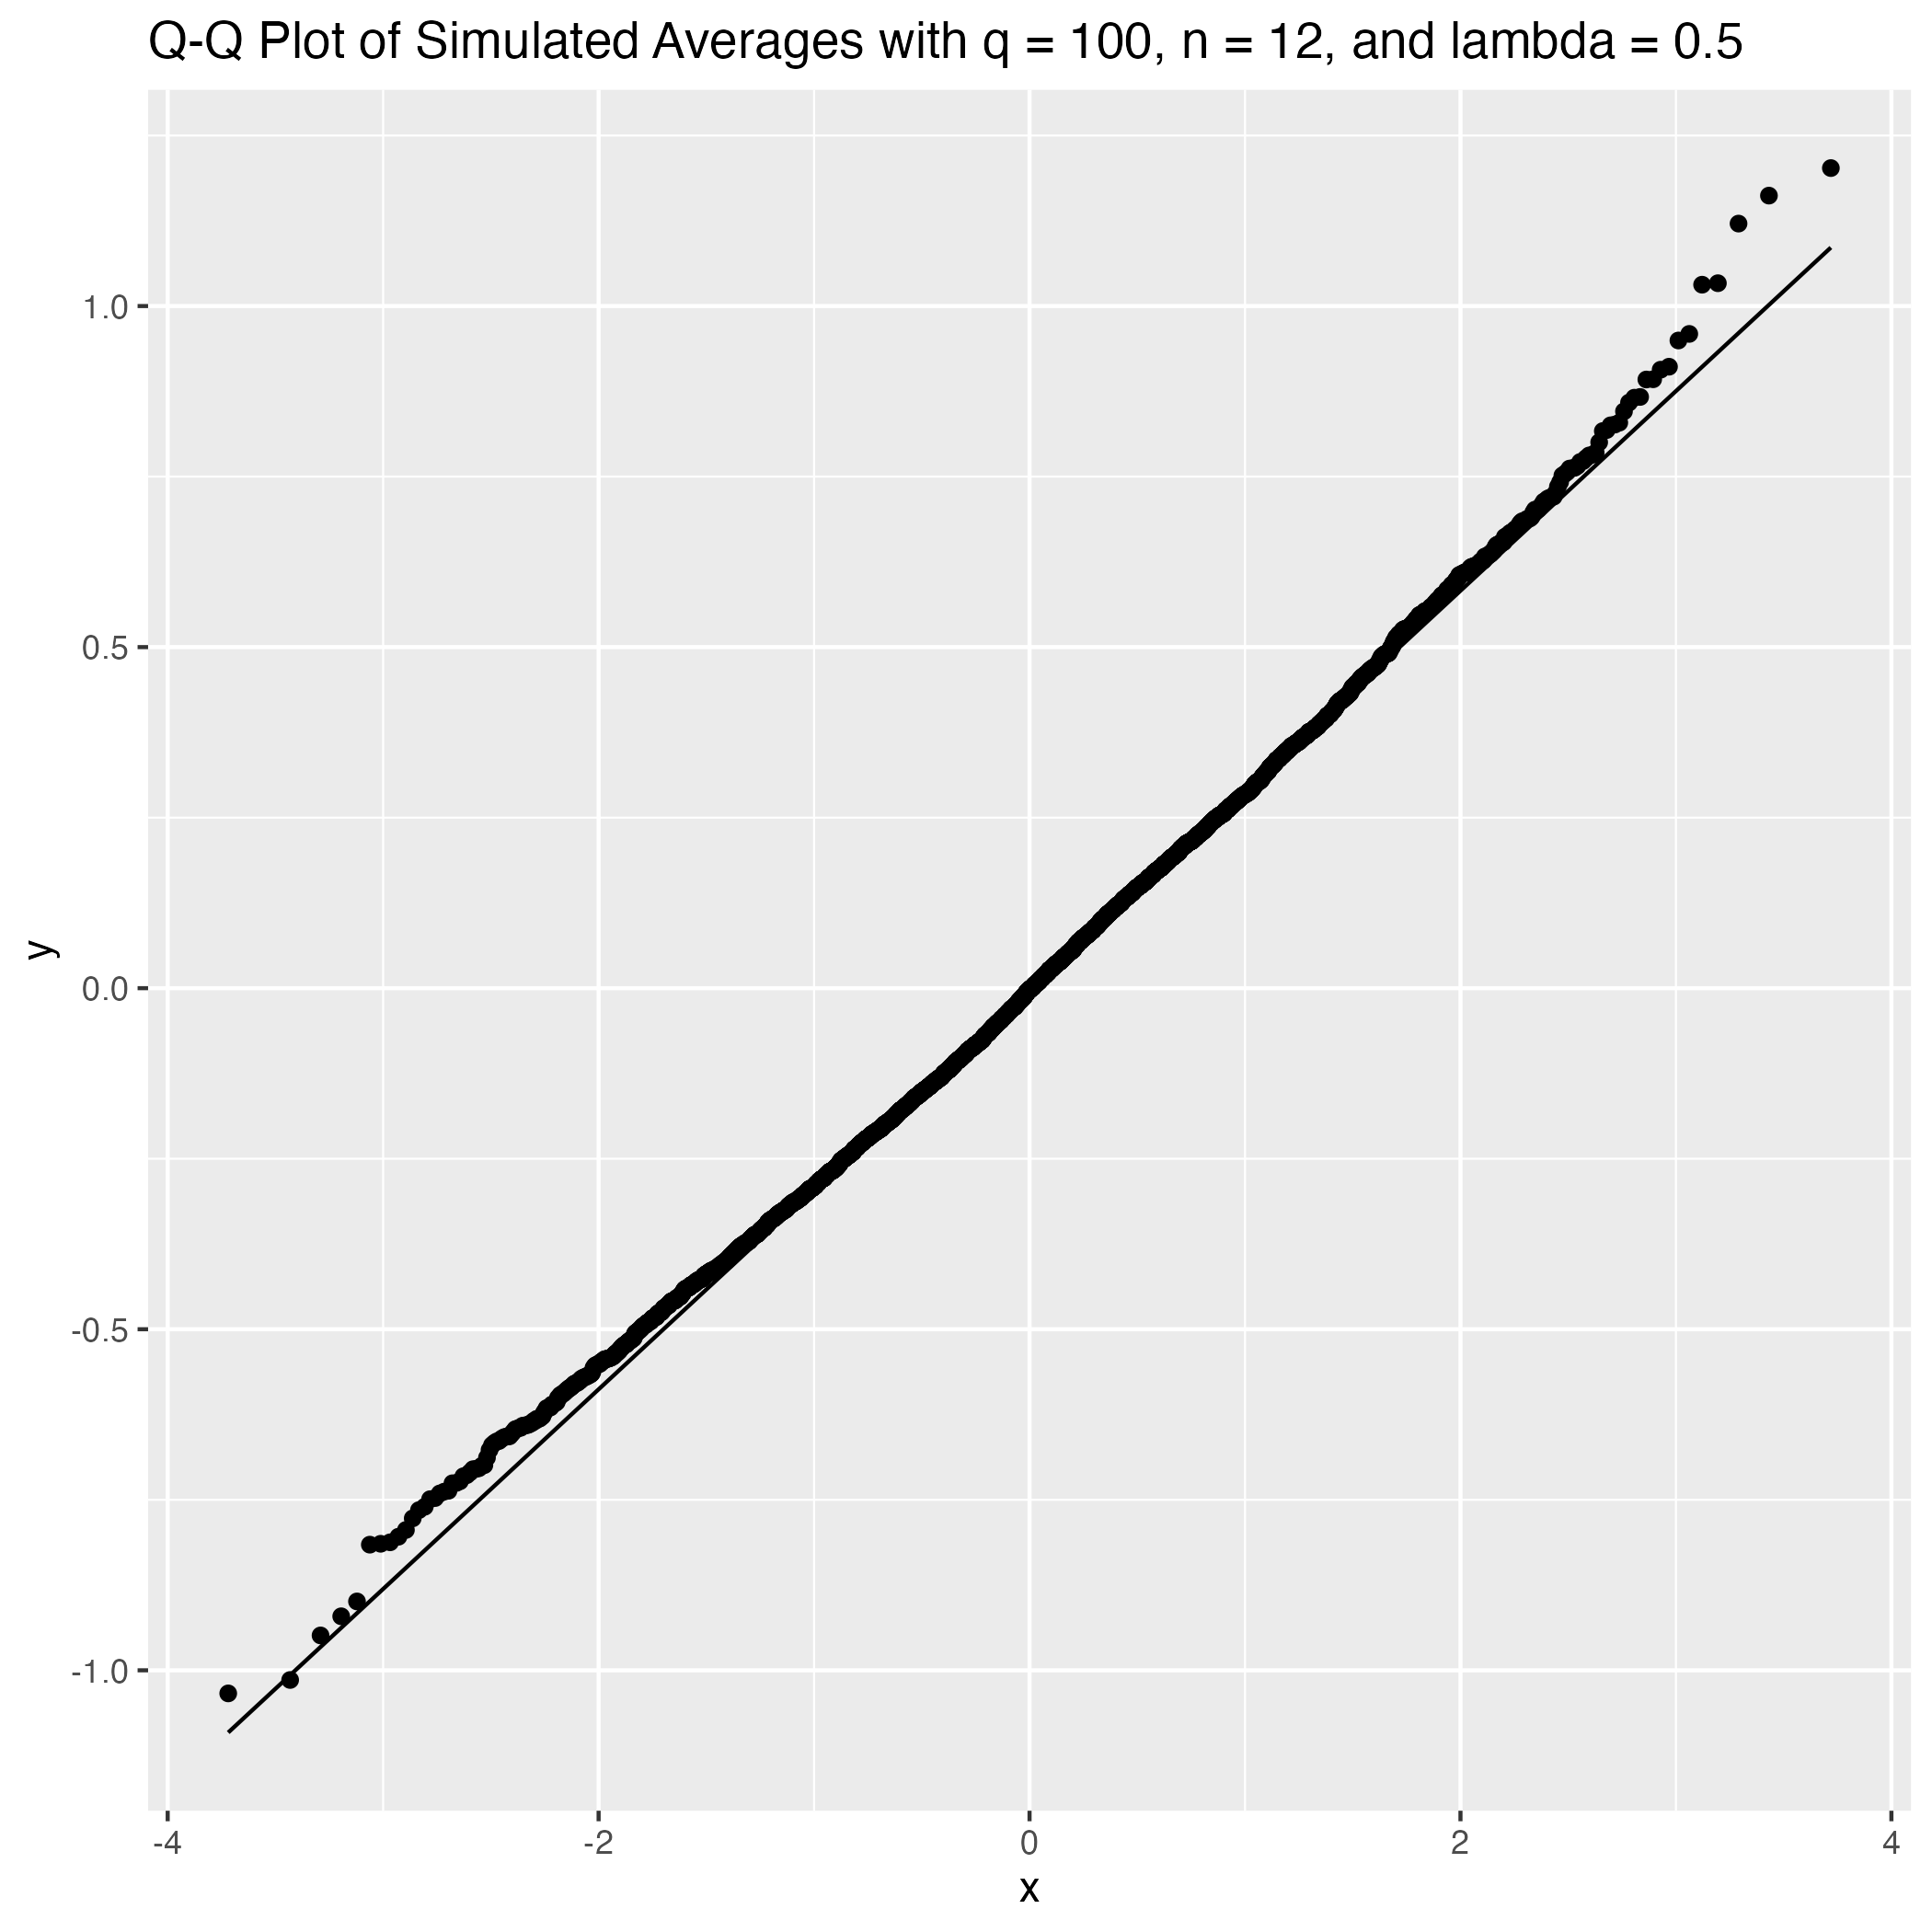 Q-Q Plot of Simulated Averages with q = 100, n = 12, and lambda = 0.5
1.0
0.5
0.0
-0.5
-1.0
y
-4 -2 0 2 4
x